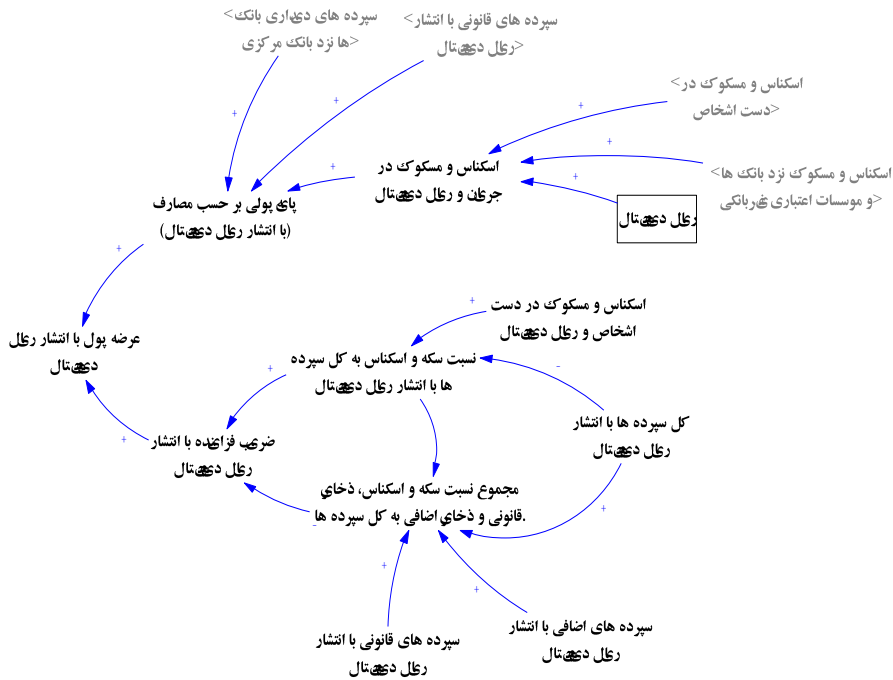 <سپرده های دیداری بانک
ها نزد بانک مرکزی>
<سپرده های قانونی با انتشار
ریال دیجیتال>
<اسکناس و مسکوک در
دست اشخاص>
اسکناس و مسکوک در
جریان و ریال دیجیتال
<اسکناس و مسکوک نزد بانک ها
و موسسات اعتباری غیربانکی>
پایه پولی بر حسب مصارف
(با انتشار ریال دیجیتال)
ریال دیجیتال
اسکناس و مسکوک در دست
اشخاص و ریال دیجیتال
عرضه پول با انتشار ریال
دیجیتال
نسبت سکه و اسکناس به کل سپرده
ها با انتشار ریال دیجیتال
کل سپرده ها با انتشار
ریال دیجیتال
ضریب فزاینده با انتشار
ریال دیجیتال
مجموع نسبت سکه و اسکناس، ذخایر
قانونی و ذخایر اضافی به کل سپرده ها.
سپرده های قانونی با انتشار
ریال دیجیتال
سپرده های اضافی با انتشار
ریال دیجیتال